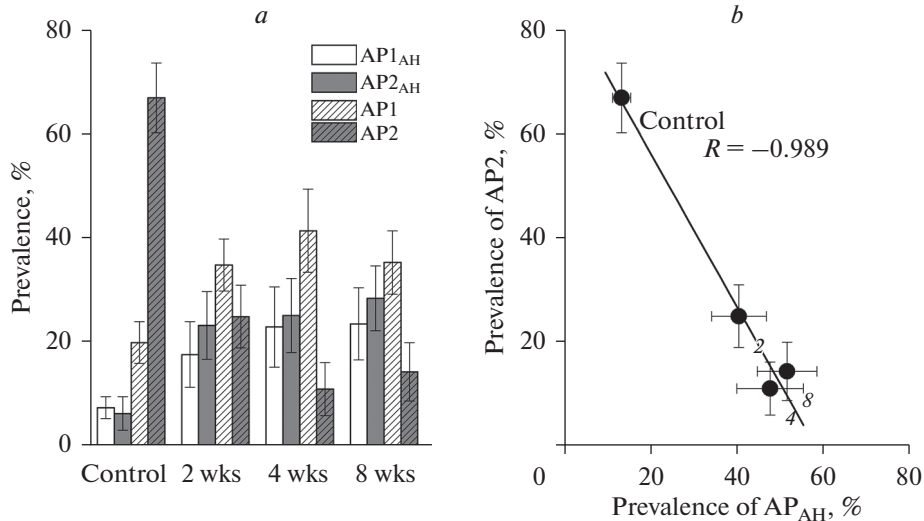 a
80
60
40
20
0
Prevalence, %
AP1AH
AP2AH
AP1
AP2
Control 2 wks 4 wks 8 wks
b
80
60
40
20
0 20 40 60 80
Prevalence of AP2, %
Control
R = –0.989
2
8
4
Prevalence of APAH, %